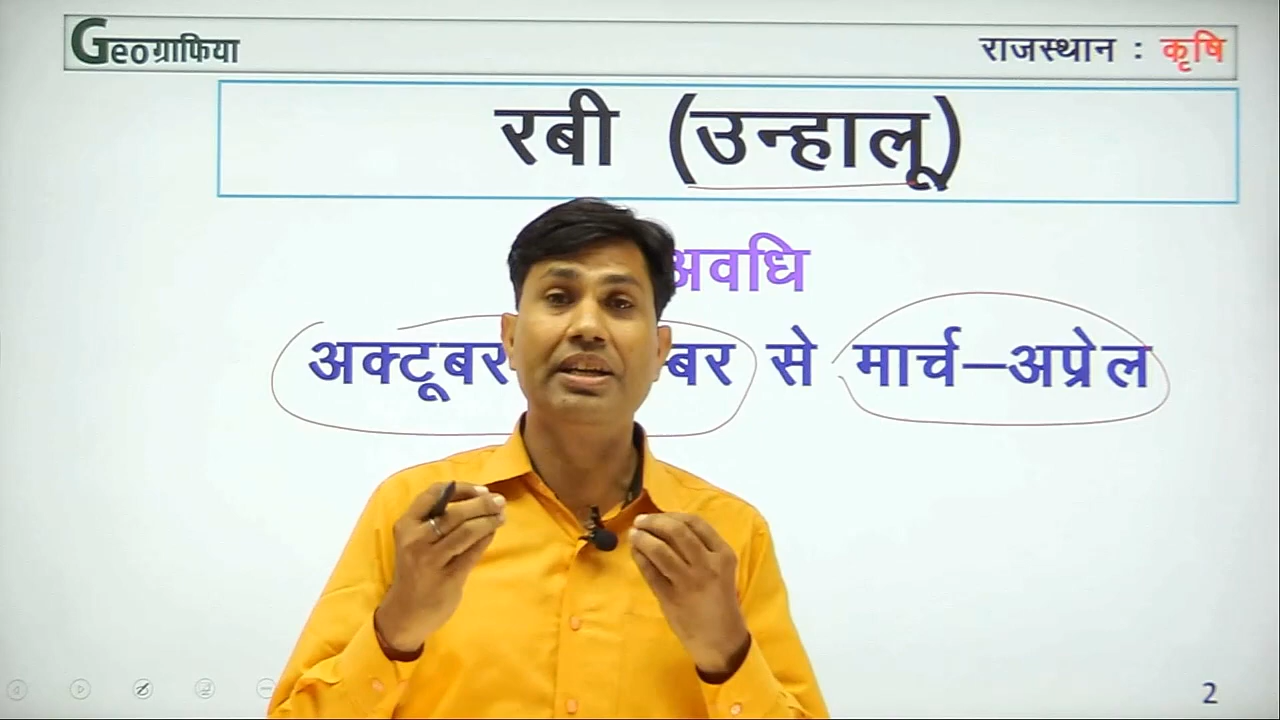 Geoग्राफिया
राजस्थान : कृषि
रबी (उन्हालू)
अवधि
अक्टूबर से मार्च–अप्रेल
2